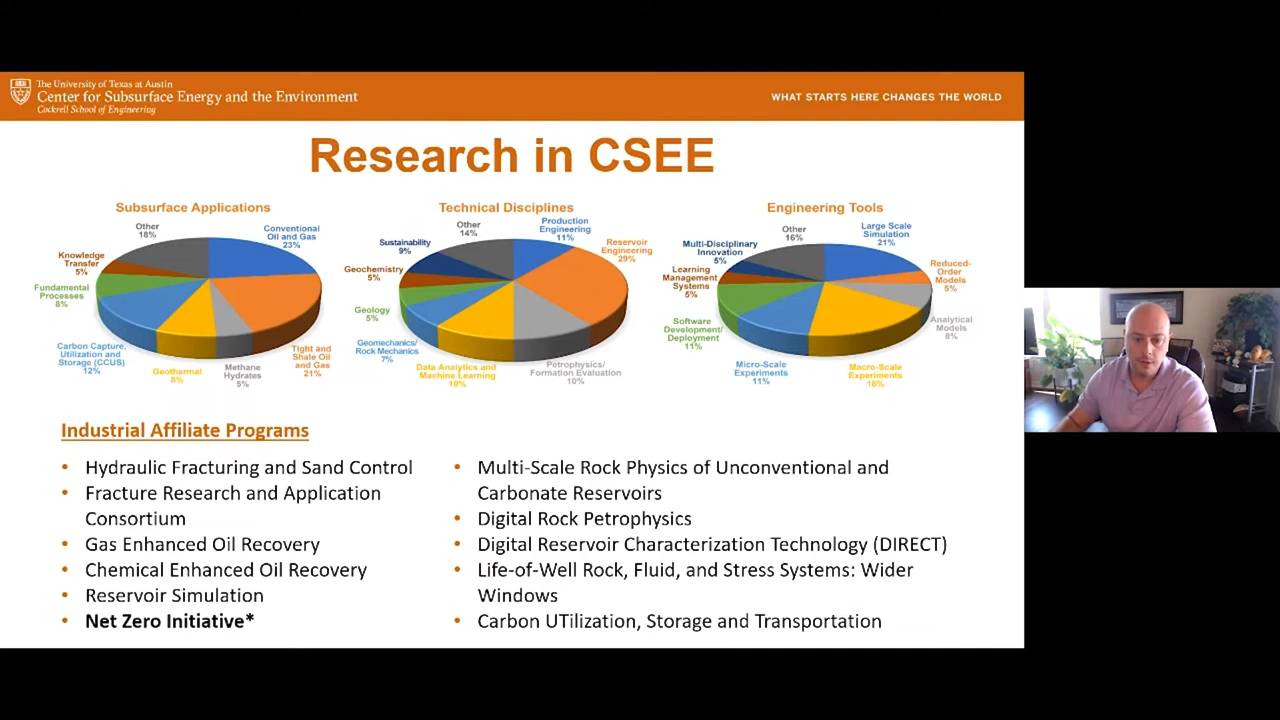 The University of Texas at Austin
Center for Subsurface Energy and the Environment
Cockrell School of Engineering
WHAT STARTS HERE CHANGES THE WORLD
Research in CSEE
Subsurface Applications
Other
18%
Conventional
Oil and Gas
23%
Knowledge
Transfer
5%
Fundamental
Processes
8%
Carbon Capture,
Utilization and
Storage (CCUS)
12%
Geothermal
8%
Methane
Hydrates
5%
Tight and
Shale Oil
and Gas
21%
Technical Disciplines
Other
14%
Production
Engineering
11%
Sustainability
9%
Reservoir
Engineering
29%
Geochemistry
5%
Geology
5%
Geomechanics/
Rock Mechanics
7%
Data Analytics and
Machine Learning
10%
Petrophysics/
Formation Evaluation
10%
Engineering Tools
Other
16%
Large Scale
Simulation
21%
Multi-Disciplinary
Innovation
5%
Reduced-
Order
Models
5%
Learning
Management
Systems
5%
Analytical
Models
8%
Software
Development/
Deployment
11%
Micro-Scale
Experiments
11%
Macro-Scale
Experiments
18%
Industrial Affiliate Programs
• Hydraulic Fracturing and Sand Control
• Fracture Research and Application
Consortium
• Gas Enhanced Oil Recovery
• Chemical Enhanced Oil Recovery
• Reservoir Simulation
• Net Zero Initiative*
• Multi-Scale Rock Physics of Unconventional and
Carbonate Reservoirs
• Digital Rock Petrophysics
• Digital Reservoir Characterization Technology (DIRECT)
• Life-of-Well Rock, Fluid, and Stress Systems: Wider
Windows
• Carbon UTilization, Storage and Transportation